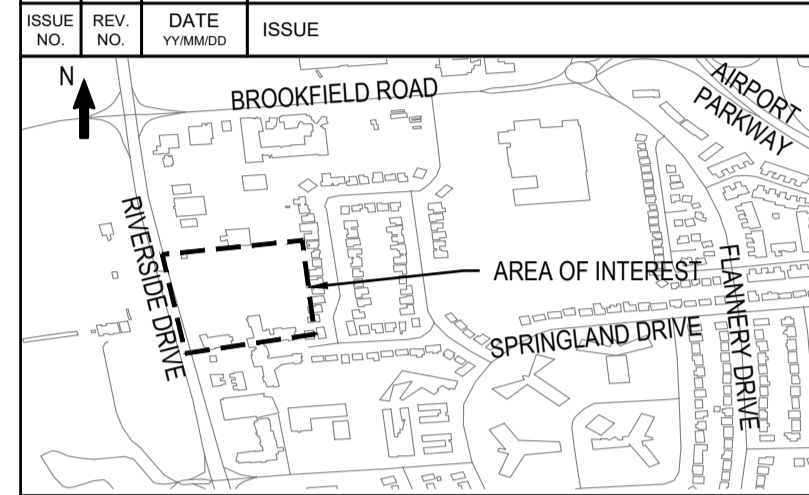 ISSUE NO.
REV. NO.
DATE
YY/MM/DD
ISSUE
N
BROOKFIELD ROAD
AIRPORT
PARKWAY
RIVERSIDE DRIVE
AREA OF INTEREST
FLANNERY DRIVE
SPRINGLAND DRIVE